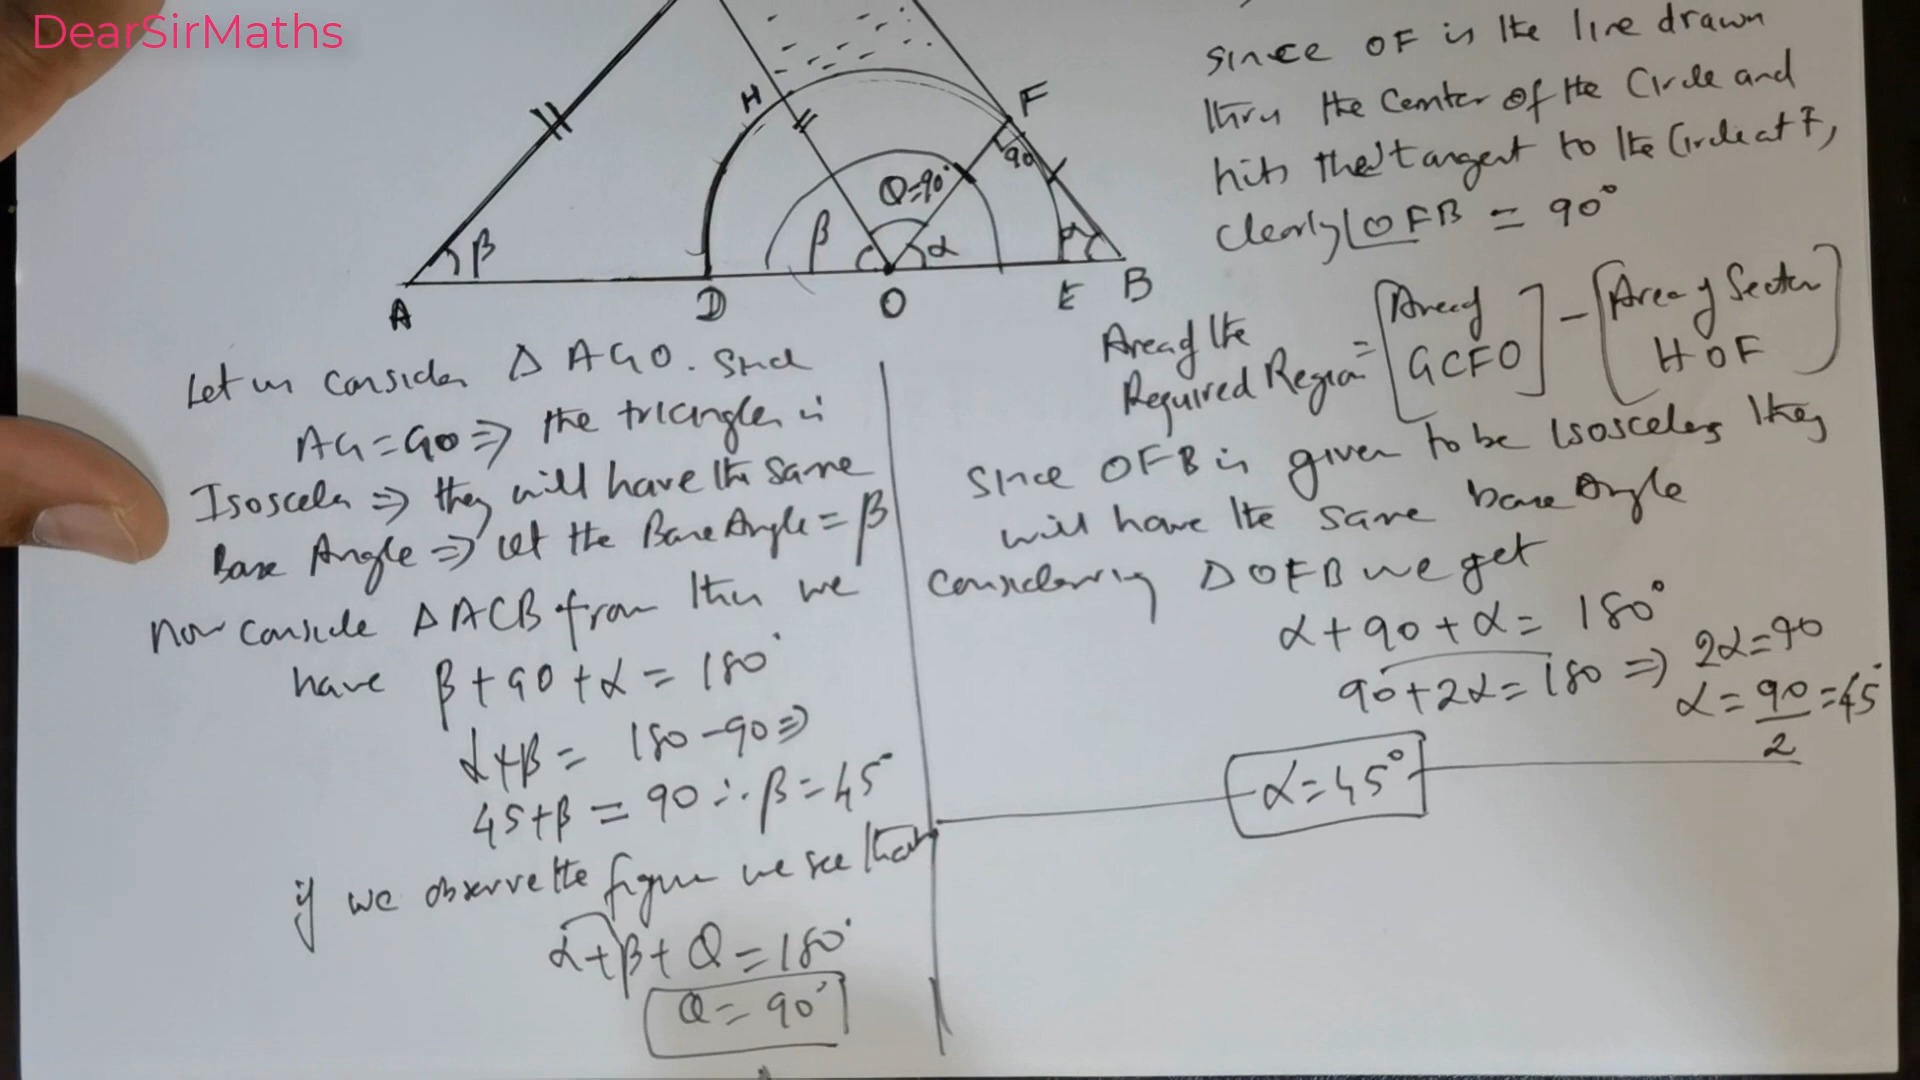 DearSirMaths
H
F
90
Q=90°
β
β
α
α
A
D
O
E
B
Let us consider Δ AGO. Since
AG = GO ⇒ the triangles is
Isosceles ⇒ they will have the same
Base Angle ⇒ let the Base Angle = β
Now conside Δ ACB from this we
have β + 90 + α = 180°
α + β = 180 - 90 ⇒
45 + β = 90 ∴ β = 45°
if we observe the figure we see that
α + β + Q = 180°
Q = 90°
Since OF is the line drawn
thru the Center of the Circle and
hits the tangent to the Circle at F,
clearly ∠OFB = 90°
Area of the
Required Region = [Area of GCFO] - [Area of Sector HOF]
Since OFB is given to be Isosceles they
will have the same base Angle
considering Δ OFB we get
α + 90 + α = 180°
90 + 2α = 180 ⇒ 2α = 90
α = 90/2 = 45°
α = 45°